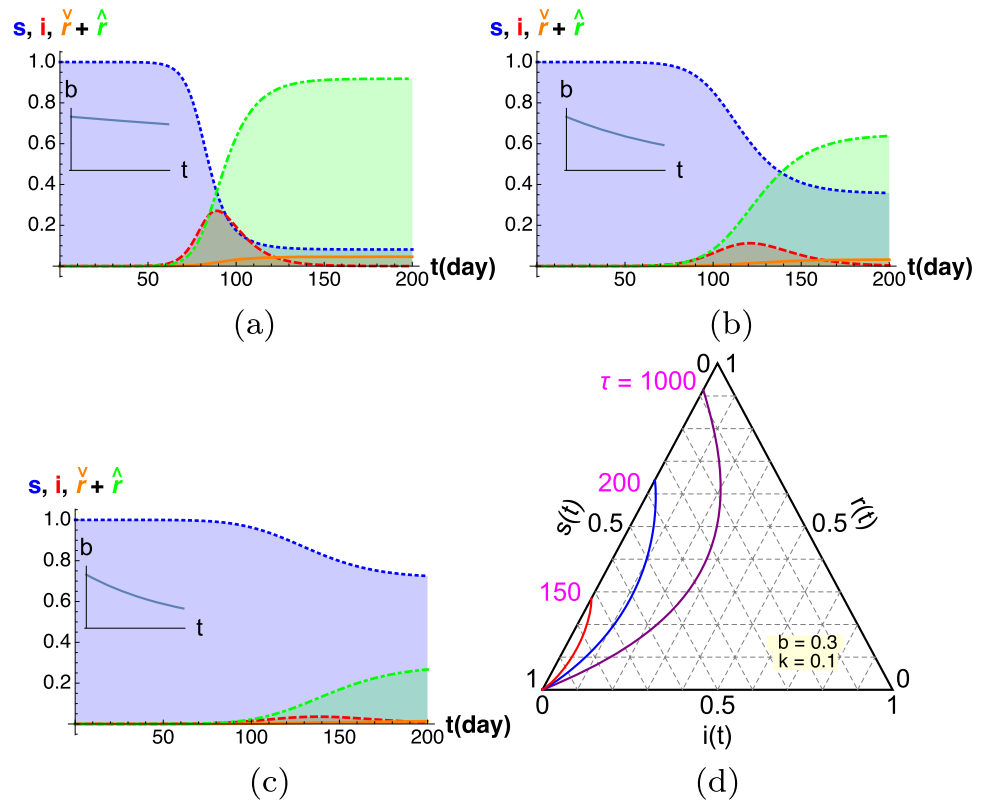 s, i, ř + r̂
1.0
0.8
0.6
0.4
0.2
b
t
50
100
150
200
t(day)
(a)
s, i, ř + r̂
1.0
0.8
0.6
0.4
0.2
b
t
50
100
150
200
t(day)
(b)
s, i, ř + r̂
1.0
0.8
0.6
0.4
0.2
b
t
50
100
150
200
t(day)
(c)
0 1
τ = 1000
200
s(t)
0.5
0.5
r(t)
150
b = 0.3
k = 0.1
1
0
0
0.5
1
i(t)
(d)